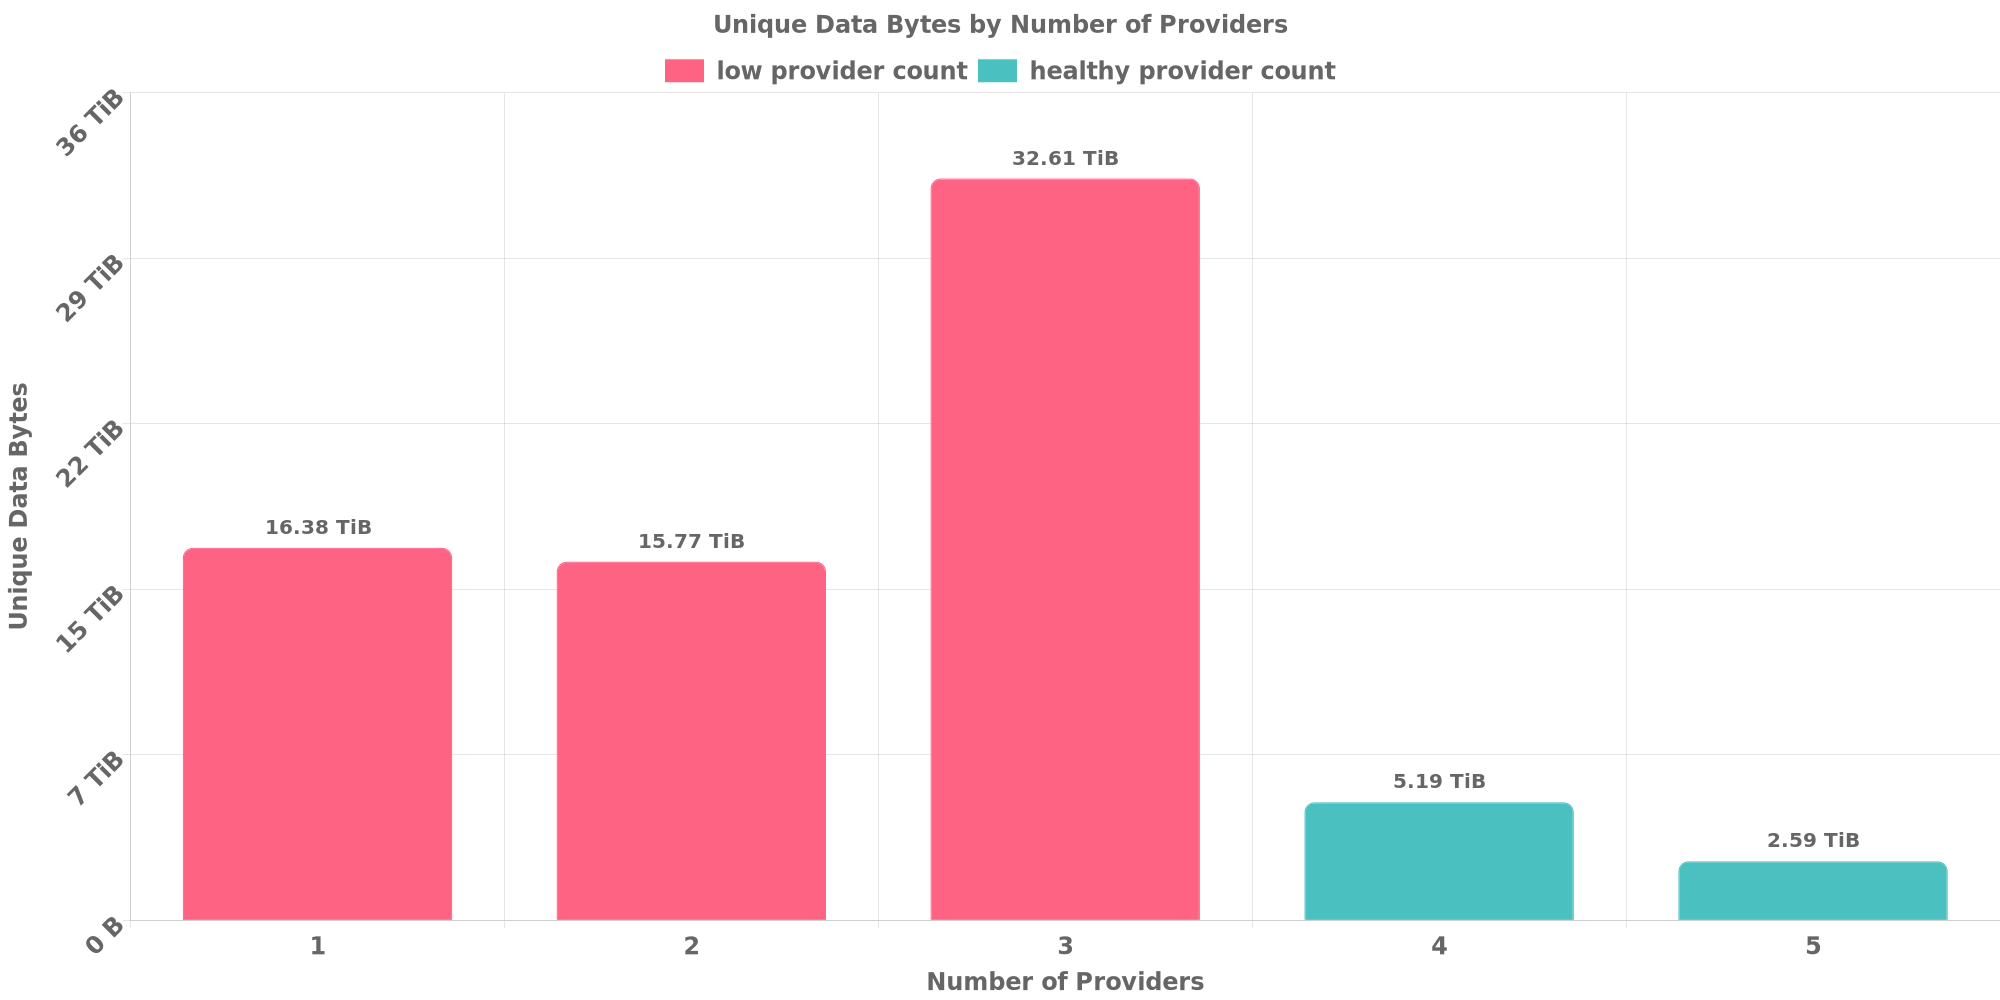 Unique Data Bytes by Number of Providers
low provider count
healthy provider count
Unique Data Bytes
36 TiB
29 TiB
22 TiB
15 TiB
7 TiB
0 B
16.38 TiB
15.77 TiB
32.61 TiB
5.19 TiB
2.59 TiB
1
2
3
4
5
Number of Providers